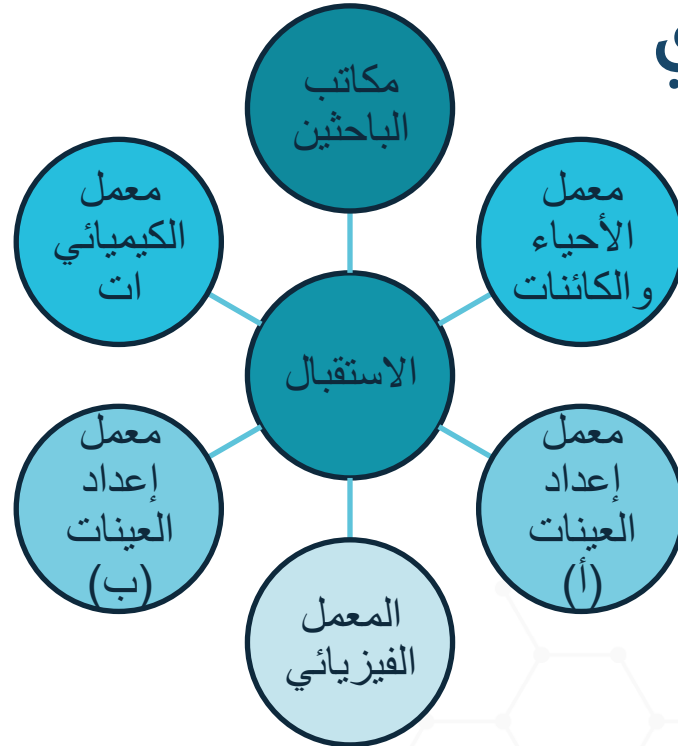 ي
مكاتب
الباحثين
معمل
الأحياء
والكائنات
معمل
إعداد
العينات
(أ)
المعمل
الفيزيائي
معمل
إعداد
العينات
(ب)
معمل
الكيميائي
ات
الاستقبال